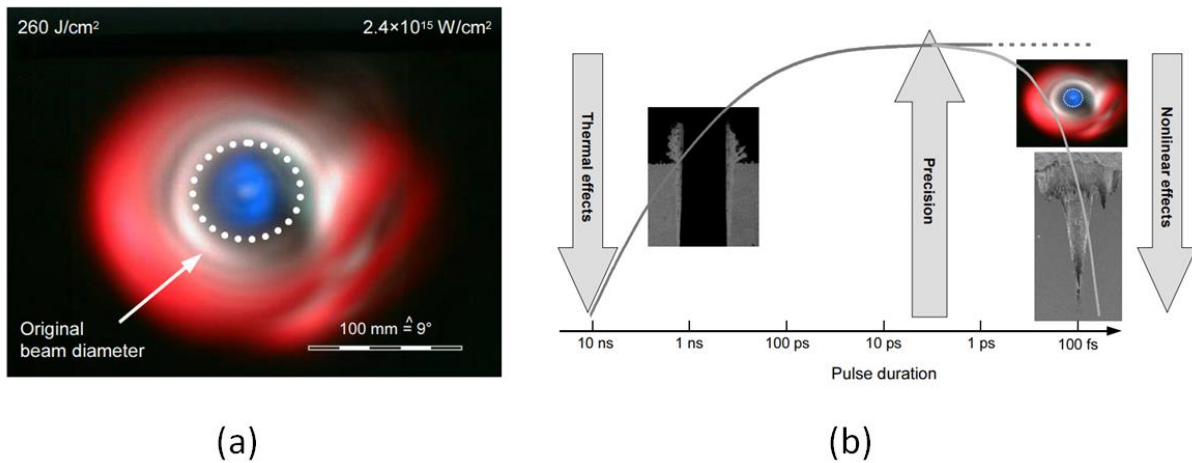 260 J/cm²
2.4×10¹⁵ W/cm²
Original
beam diameter
100 mm ≙ 9°
(a)
Thermal effects
Precision
Nonlinear effects
10 ns
1 ns
100 ps
10 ps
1 ps
100 fs
Pulse duration
(b)